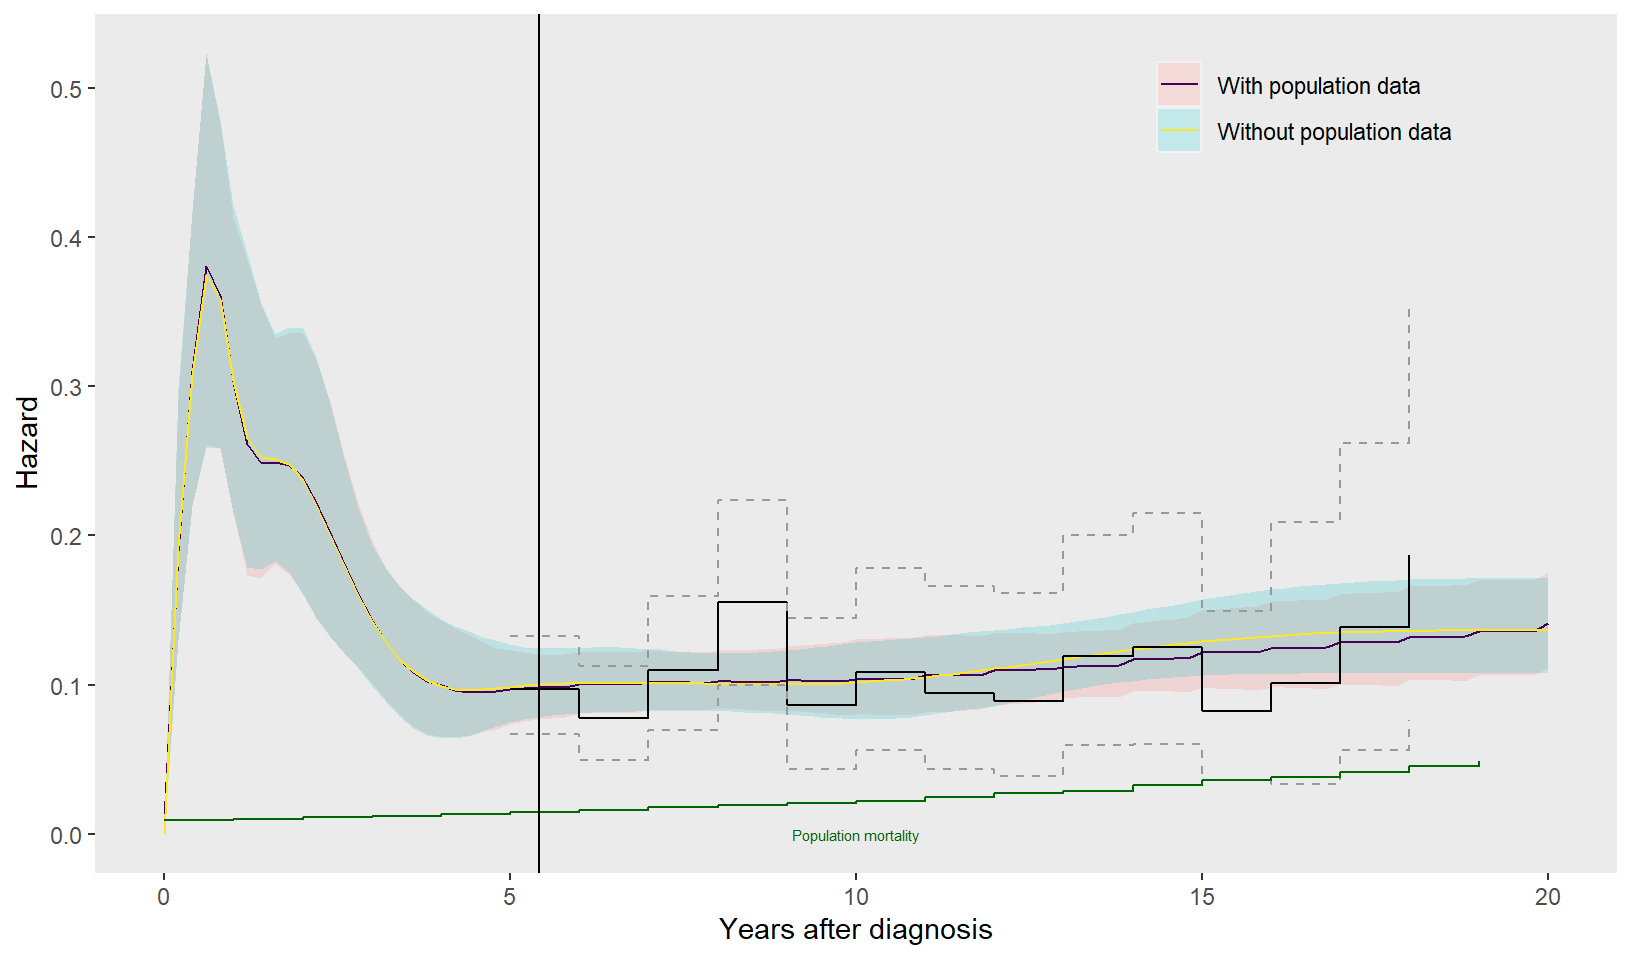 With population data
Without population data
Hazard
0.5
0.4
0.3
0.2
0.1
0.0
Population mortality
0 5 10 15 20
Years after diagnosis